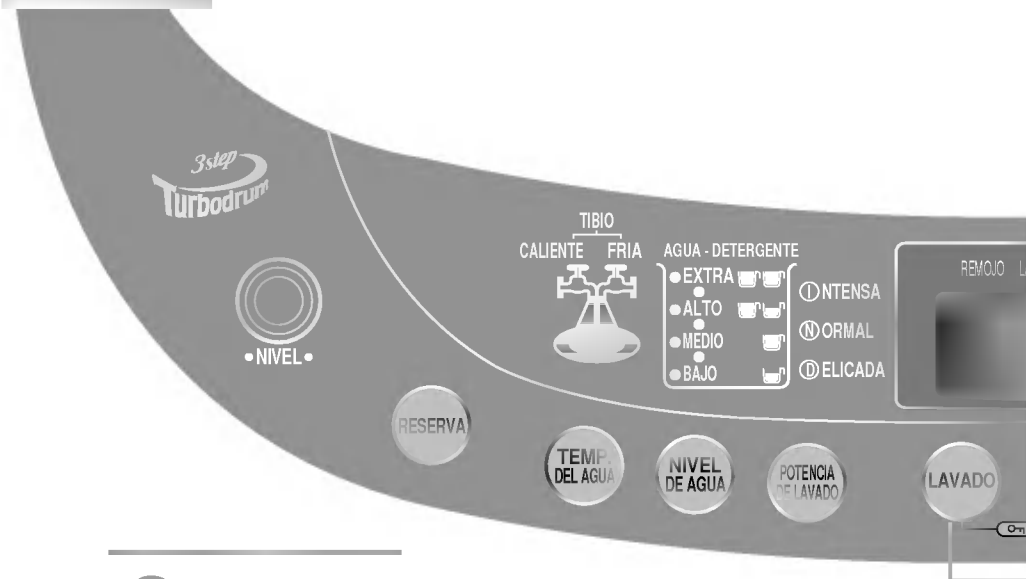 3step
Turbodrum
TIBIO
CALIENTE FRIA
AGUA - DETERGENTE
EXTRA
ALTO
MEDIO
BAJO
INTENSA
NORMAL
DELICADA
REMOJO
•NIVEL•
RESERVA
TEMP.
DEL AGUA
NIVEL
DE AGUA
POTENCIA
DE LAVADO
LAVADO